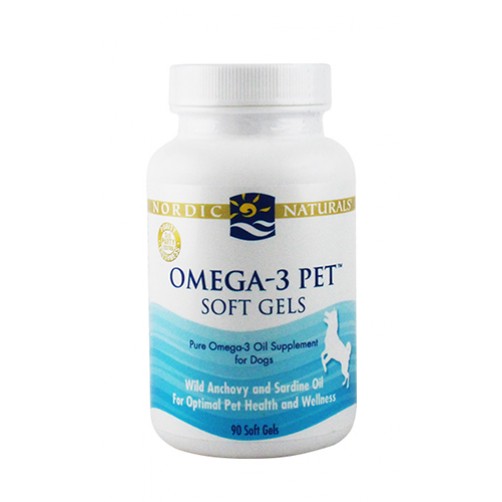 NORDIC NATURALS®
OMEGA-3 PET™
SOFT GELS
Pure Omega-3 Oil Supplement
for Dogs
Wild Anchovy and Sardine Oil
For Optimal Pet Health and Wellness
90 Soft Gels